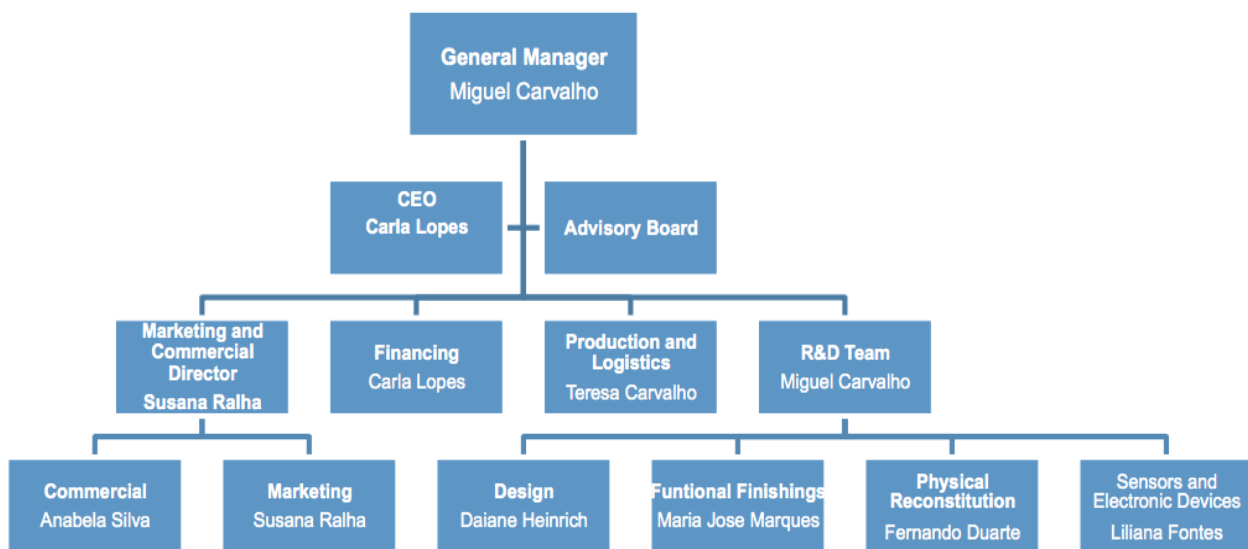 General Manager
Miguel Carvalho
CEO
Carla Lopes
Advisory Board
Marketing and
Commercial
Director
Susana Ralha
Financing
Carla Lopes
Production and
Logistics
Teresa Carvalho
R&D Team
Miguel Carvalho
Commercial
Anabela Silva
Marketing
Susana Ralha
Design
Daiane Heinrich
Funtional Finishings
Maria Jose Marques
Physical
Reconstitution
Fernando Duarte
Sensors and
Electronic Devices
Liliana Fontes